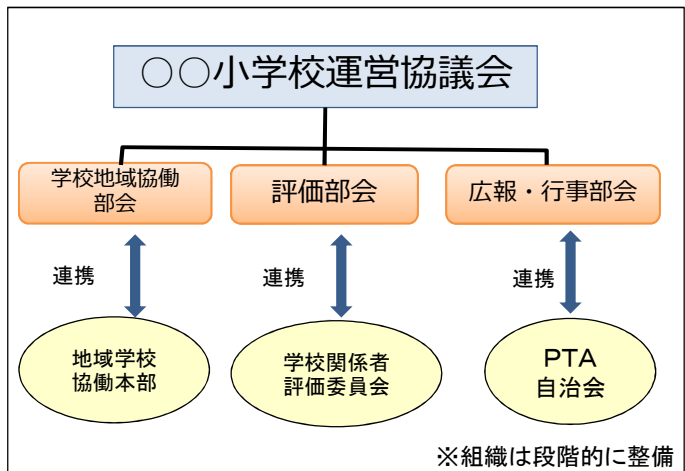 ○○小学校運営協議会
学校地域協働
部会
評価部会
広報・行事部会
連携
連携
連携
地域学校
協働本部
学校関係者
評価委員会
PTA
自治会
※組織は段階的に整備